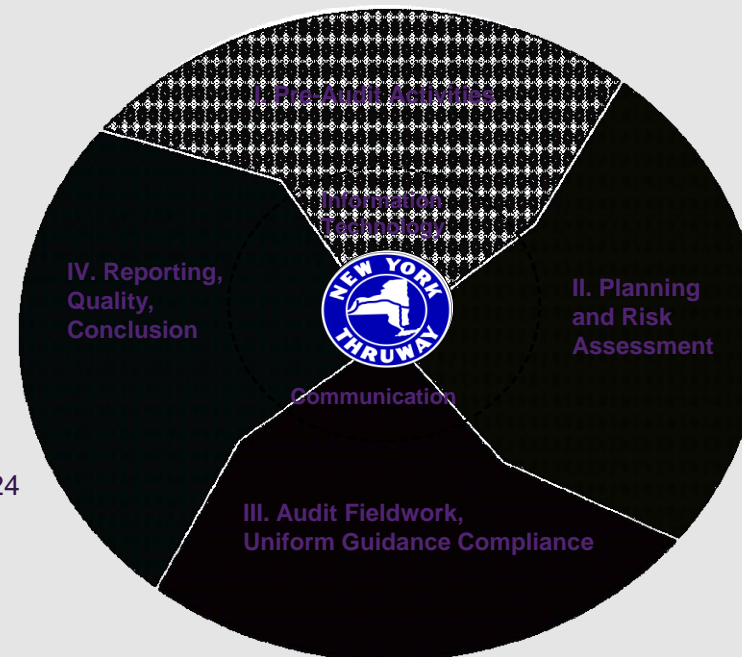 I. Pre-Audit Activities
Information
Technology
NEW YORK
THRUWAY
II. Planning
and Risk
Assessment
IV. Reporting,
Quality,
Conclusion
Communication
24
III. Audit Fieldwork,
Uniform Guidance Compliance